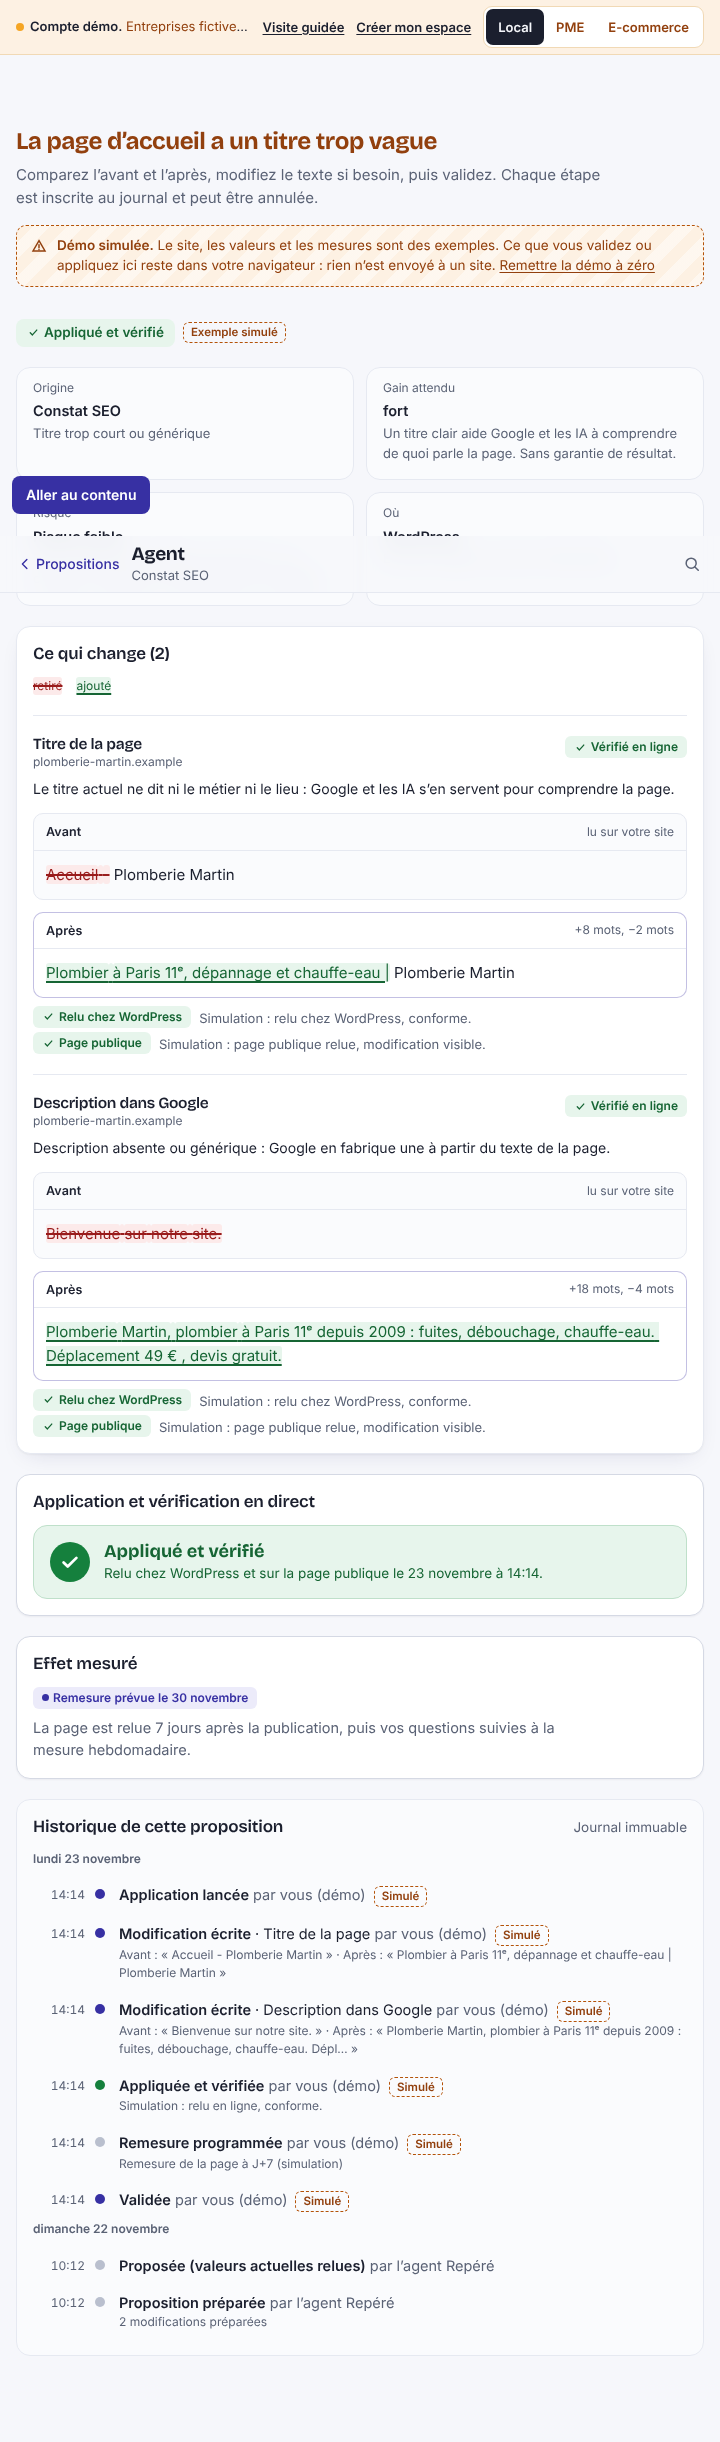 Compte démo. Entreprises fictive... Visite guidée Créer mon espace Local PME E-commerce
La page d’accueil a un titre trop vague
Comparez l’avant et l’après, modifiez le texte si besoin, puis validez. Chaque étape
est inscrite au journal et peut être annulée.
Démo simulée. Le site, les valeurs et les mesures sont des exemples. Ce que vous validez ou
appliquez ici reste dans votre navigateur : rien n’est envoyé à un site. Remettre la démo à zéro
Appliqué et vérifié Exemple simulé
Origine
Constat SEO
Titre trop court ou générique
Gain attendu
fort
Un titre clair aide Google et les IA à comprendre
de quoi parle la page. Sans garantie de résultat.
Aller au contenu
Risque
Risque faible
Où
WordPress
Propositions
Agent
Constat SEO
Ce qui change (2)
retiré ajouté
Titre de la page
Vérifié en ligne
plomberie-martin.example
Le titre actuel ne dit ni le métier ni le lieu : Google et les IA s’en servent pour comprendre la page.
Avant lu sur votre site
Accueil - Plomberie Martin
Après +8 mots, −2 mots
Plombier à Paris 11ᵉ, dépannage et chauffe-eau | Plomberie Martin
Relu chez WordPress Simulation : relu chez WordPress, conforme.
Page publique Simulation : page publique relue, modification visible.
Description dans Google
Vérifié en ligne
plomberie-martin.example
Description absente ou générique : Google en fabrique une à partir du texte de la page.
Avant lu sur votre site
Bienvenue sur notre site.
Après +18 mots, −4 mots
Plomberie Martin, plombier à Paris 11ᵉ depuis 2009 : fuites, débouchage, chauffe-eau.
Déplacement 49 € , devis gratuit.
Relu chez WordPress Simulation : relu chez WordPress, conforme.
Page publique Simulation : page publique relue, modification visible.
Application et vérification en direct
Appliqué et vérifié
Relu chez WordPress et sur la page publique le 23 novembre à 14:14.
Effet mesuré
Remesure prévue le 30 novembre
La page est relue 7 jours après la publication, puis vos questions suivies à la
mesure hebdomadaire.
Historique de cette proposition Journal immuable
lundi 23 novembre
14:14 Application lancée par vous (démo) Simulé
14:14 Modification écrite · Titre de la page par vous (démo) Simulé
Avant : « Accueil - Plomberie Martin » · Après : « Plombier à Paris 11ᵉ, dépannage et chauffe-eau |
Plomberie Martin »
14:14 Modification écrite · Description dans Google par vous (démo) Simulé
Avant : « Bienvenue sur notre site. » · Après : « Plomberie Martin, plombier à Paris 11ᵉ depuis 2009 :
fuites, débouchage, chauffe-eau. Dépl... »
14:14 Appliquée et vérifiée par vous (démo) Simulé
Simulation : relu en ligne, conforme.
14:14 Remesure programmée par vous (démo) Simulé
Remesure de la page à J+7 (simulation)
14:14 Validée par vous (démo) Simulé
dimanche 22 novembre
10:12 Proposée (valeurs actuelles relues) par l’agent Repéré
10:12 Proposition préparée par l’agent Repéré
2 modifications préparées